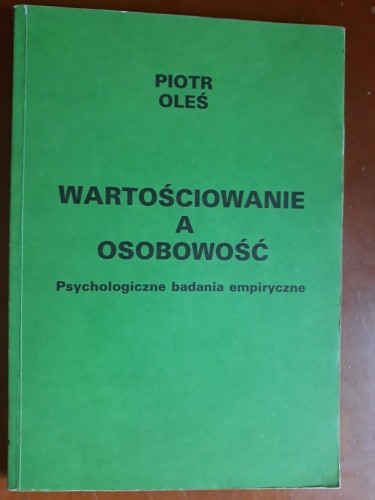 PIOTR
OLEŚ
WARTOŚCIOWANIE
A
OSOBOWOŚĆ
Psychologiczne badania empiryczne